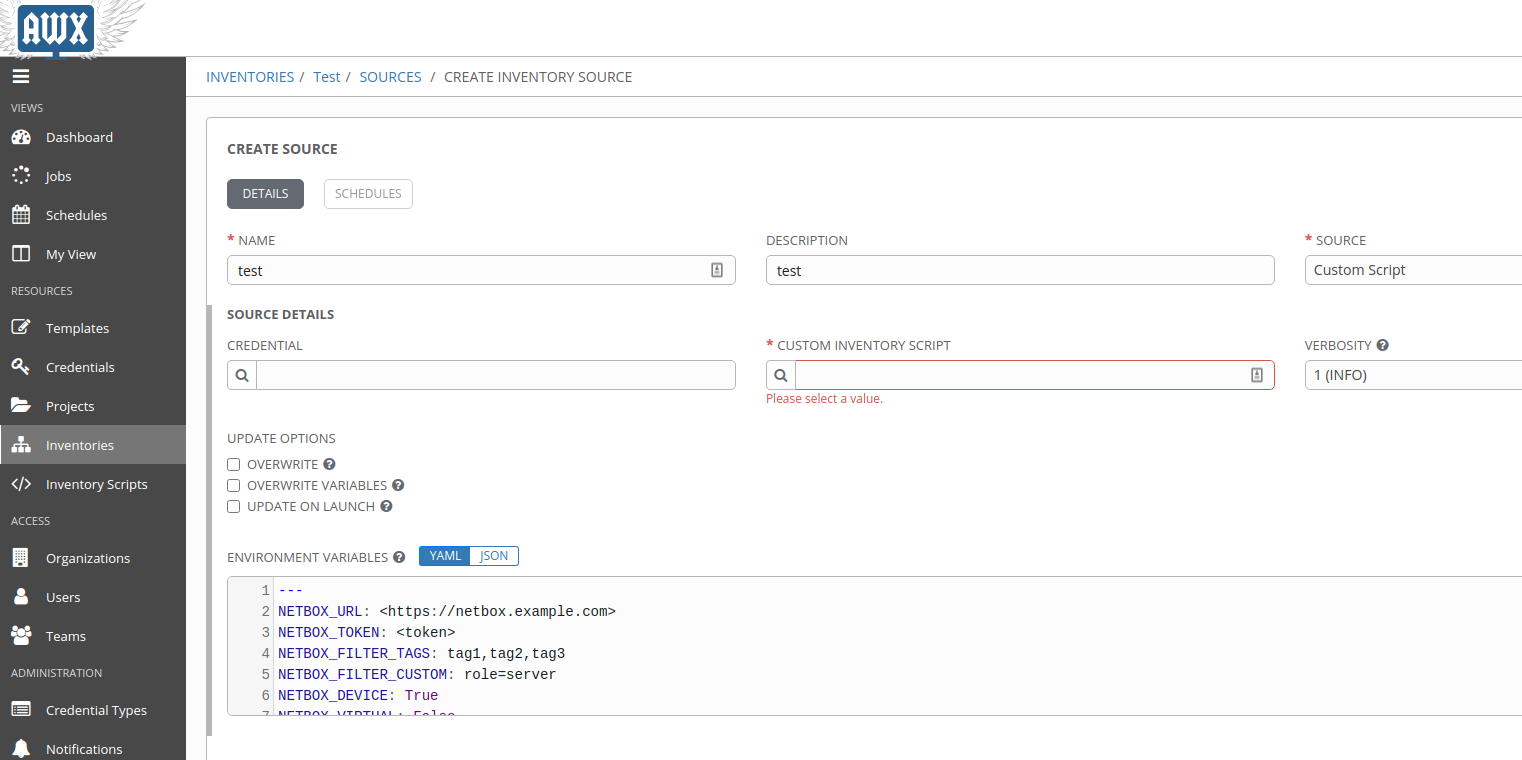 AWX
INVENTORIES / Test / SOURCES / CREATE INVENTORY SOURCE
VIEWS
Dashboard
Jobs
Schedules
My View
RESOURCES
Templates
Credentials
Projects
Inventories
Inventory Scripts
ACCESS
Organizations
Users
Teams
ADMINISTRATION
Credential Types
Notifications
CREATE SOURCE
DETAILS SCHEDULES
* NAME
test
DESCRIPTION
test
* SOURCE
Custom Script
SOURCE DETAILS
CREDENTIAL
* CUSTOM INVENTORY SCRIPT
Please select a value.
VERBOSITY
1 (INFO)
UPDATE OPTIONS
OVERWRITE
OVERWRITE VARIABLES
UPDATE ON LAUNCH
ENVIRONMENT VARIABLES YAML JSON
1 ---
2 NETBOX_URL: <https://netbox.example.com>
3 NETBOX_TOKEN: <token>
4 NETBOX_FILTER_TAGS: tag1,tag2,tag3
5 NETBOX_FILTER_CUSTOM: role=server
6 NETBOX_DEVICE: True
7 NETBOX_VIRTUAL: False